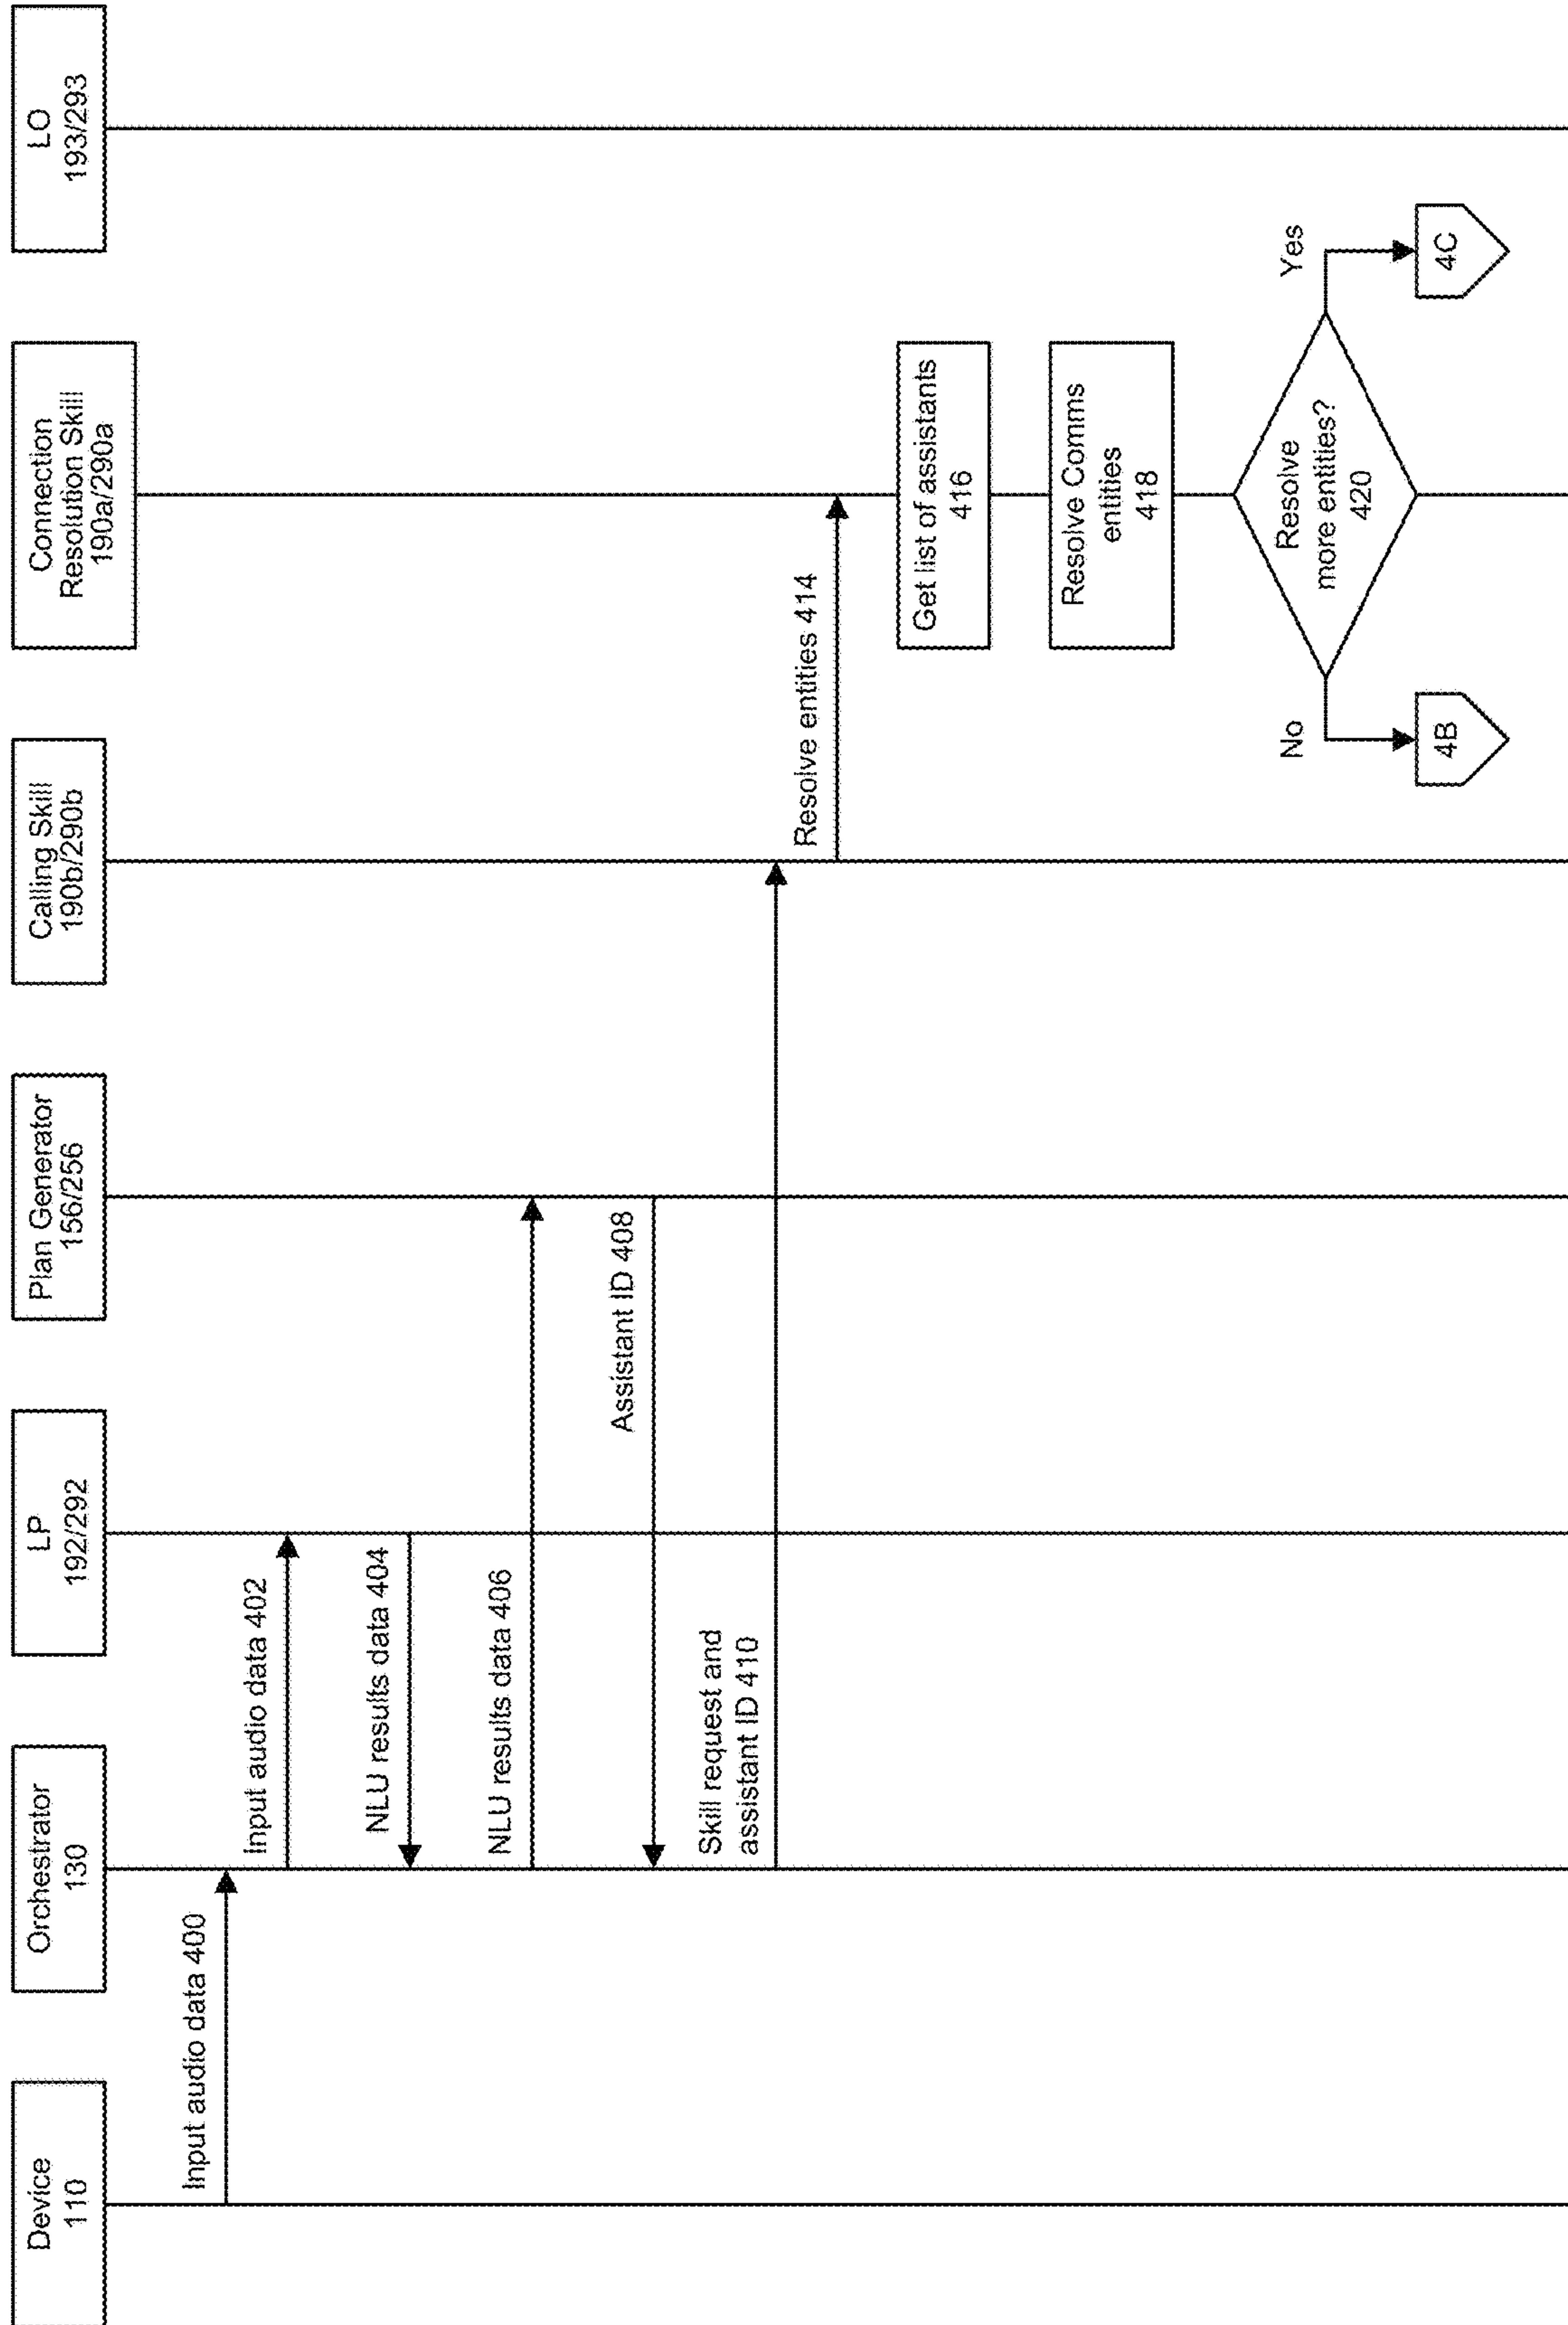 Device
110
Orchestrator
130
LP
192/292
Plan Generator
156/256
Calling Skill
190b/290b
Connection
Resolution Skill
190a/290a
LO
193/293
Input audio data 400
Input audio data 402
NLU results data 404
NLU results data 406
Assistant ID 408
Skill request and
assistant ID 410
Resolve entities 414
Get list of assistants
416
Resolve Comms
entities
418
Resolve
more entities?
420
No
Yes
4B
4C